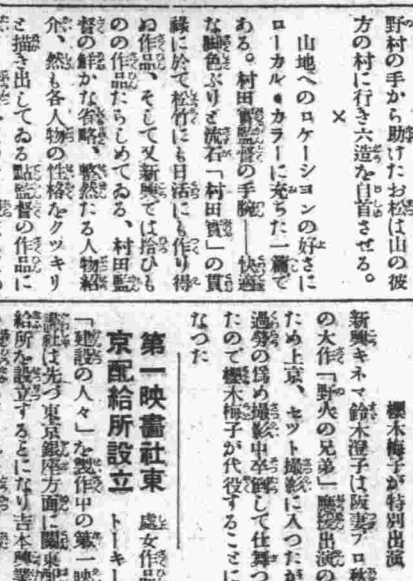 野村の手から助けたお松は山の彼
方の村に行き六造を自首させる。
×
山地へのロケーションの好さに
ローカル・カラーに充ちた一篇で
ある。村田實監督の手腕──快適
な脚色ぶりと流石「村田實」の貫
祿に於て松竹にも日活にも作り得
ぬ作品、そして又新興では拾ひも
のの作品たらしめてゐる、村田監
督の鮮かな省略、整然たる人物紹
介、然も各人物の性格をクツキリ
と描き出してゐる點監督の作品に
櫻木梅子が特別出演
新興キネマ鈴木澄子は阪妻プロ秋
の大作「野火の兄弟」應援出演の
ため上京、セット撮影に入つたが
過勞の爲め撮影中卒倒して仕舞つ
たので櫻木梅子が代役することに
なつた
第一映畫社東
京配給所設立
處女作品
「建設の人々」を製作中の第一映
畫社は先づ東京銀座方面に關東配
給所を設立することになり吉本興業
トーキー